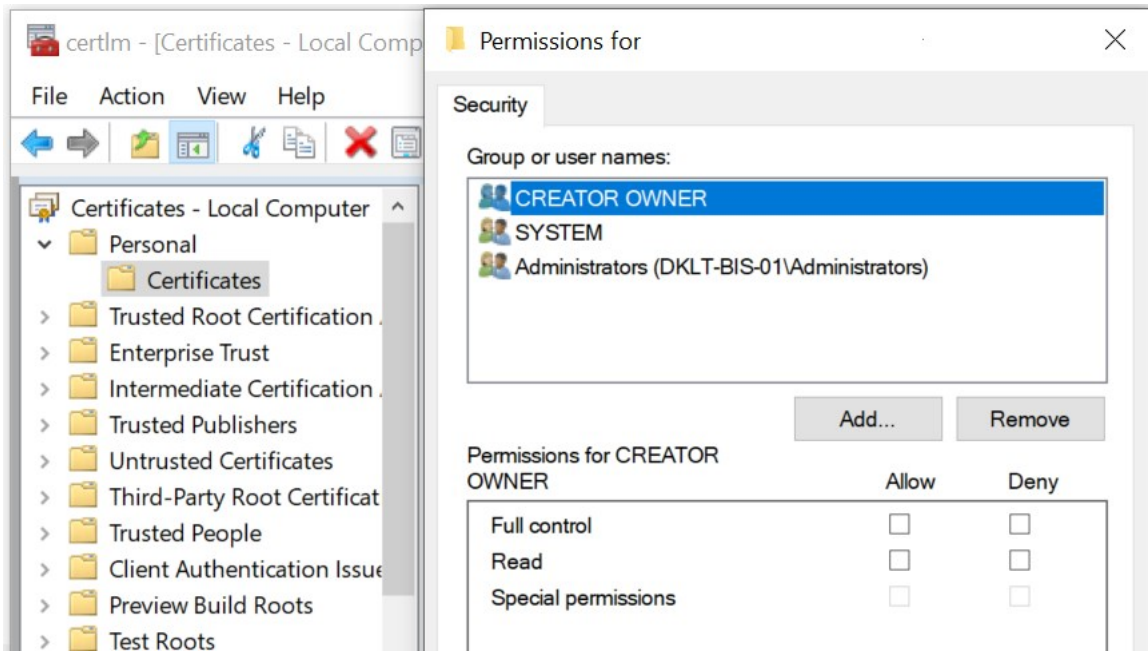 certlm - [Certificates - Local Comp
File Action View Help
Certificates - Local Computer
Personal
Certificates
Trusted Root Certification .
Enterprise Trust
Intermediate Certification .
Trusted Publishers
Untrusted Certificates
Third-Party Root Certificat
Trusted People
Client Authentication Issue
Preview Build Roots
Test Roots
Permissions for
Security
Group or user names:
CREATOR OWNER
SYSTEM
Administrators (DKLT-BIS-01\Administrators)
Add... Remove
Permissions for CREATOR
OWNER Allow Deny
Full control
Read
Special permissions